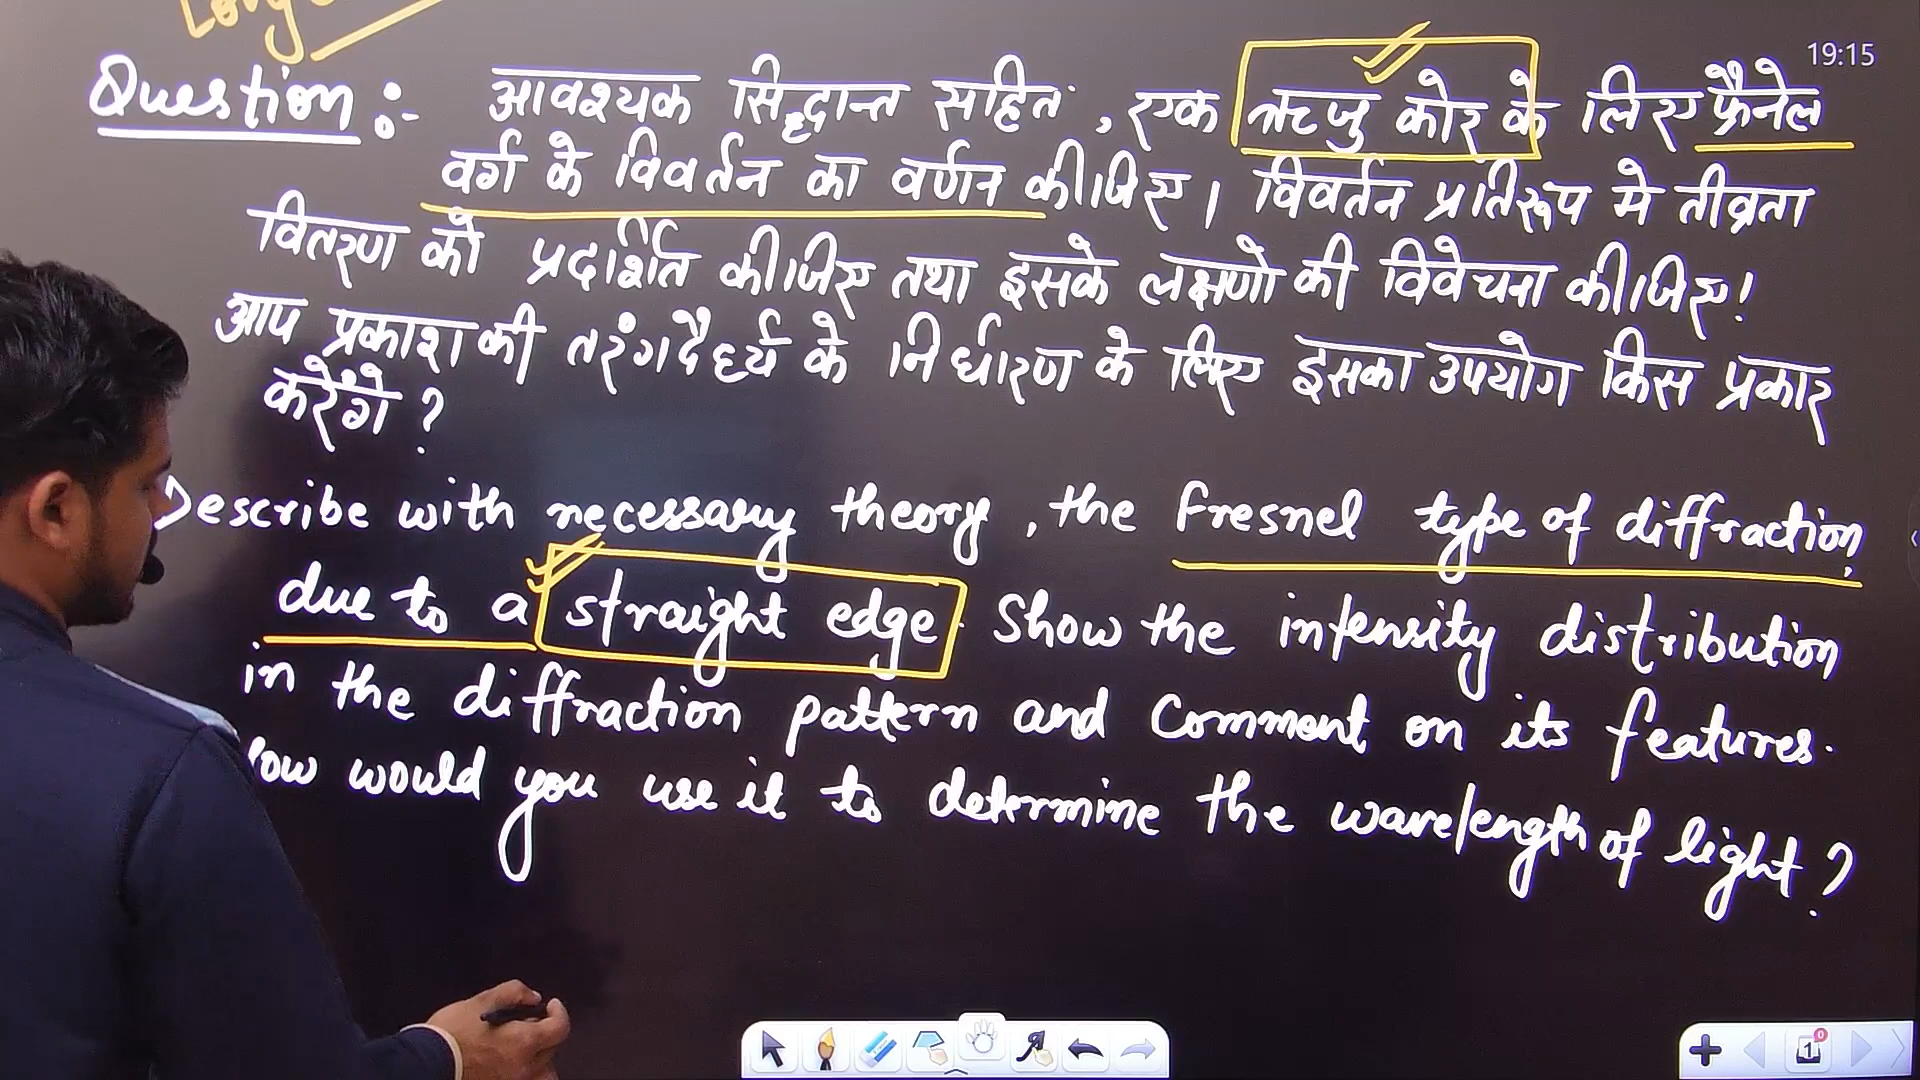 19:15
Question :- आवश्यक सिद्धान्त सहित , एक ऋजु कोर के लिए फ्रैनेल
वर्ग के विवर्तन का वर्णन कीजिए। विवर्तन प्रतिरूप मे तीव्रता
वितरण को प्रदर्शित कीजिए तथा इसके लक्षणो की विवेचना कीजिए!
आप प्रकाश की तरंगदैर्ध्य के निर्धारण के लिए इसका उपयोग किस प्रकार
करेंगे ?
Describe with necessary theory , the Fresnel type of diffraction,
due to a straight edge. Show the intensity distribution
in the diffraction pattern and Comment on its features.
How would you use it to determine the wavelength of light ?
1
0